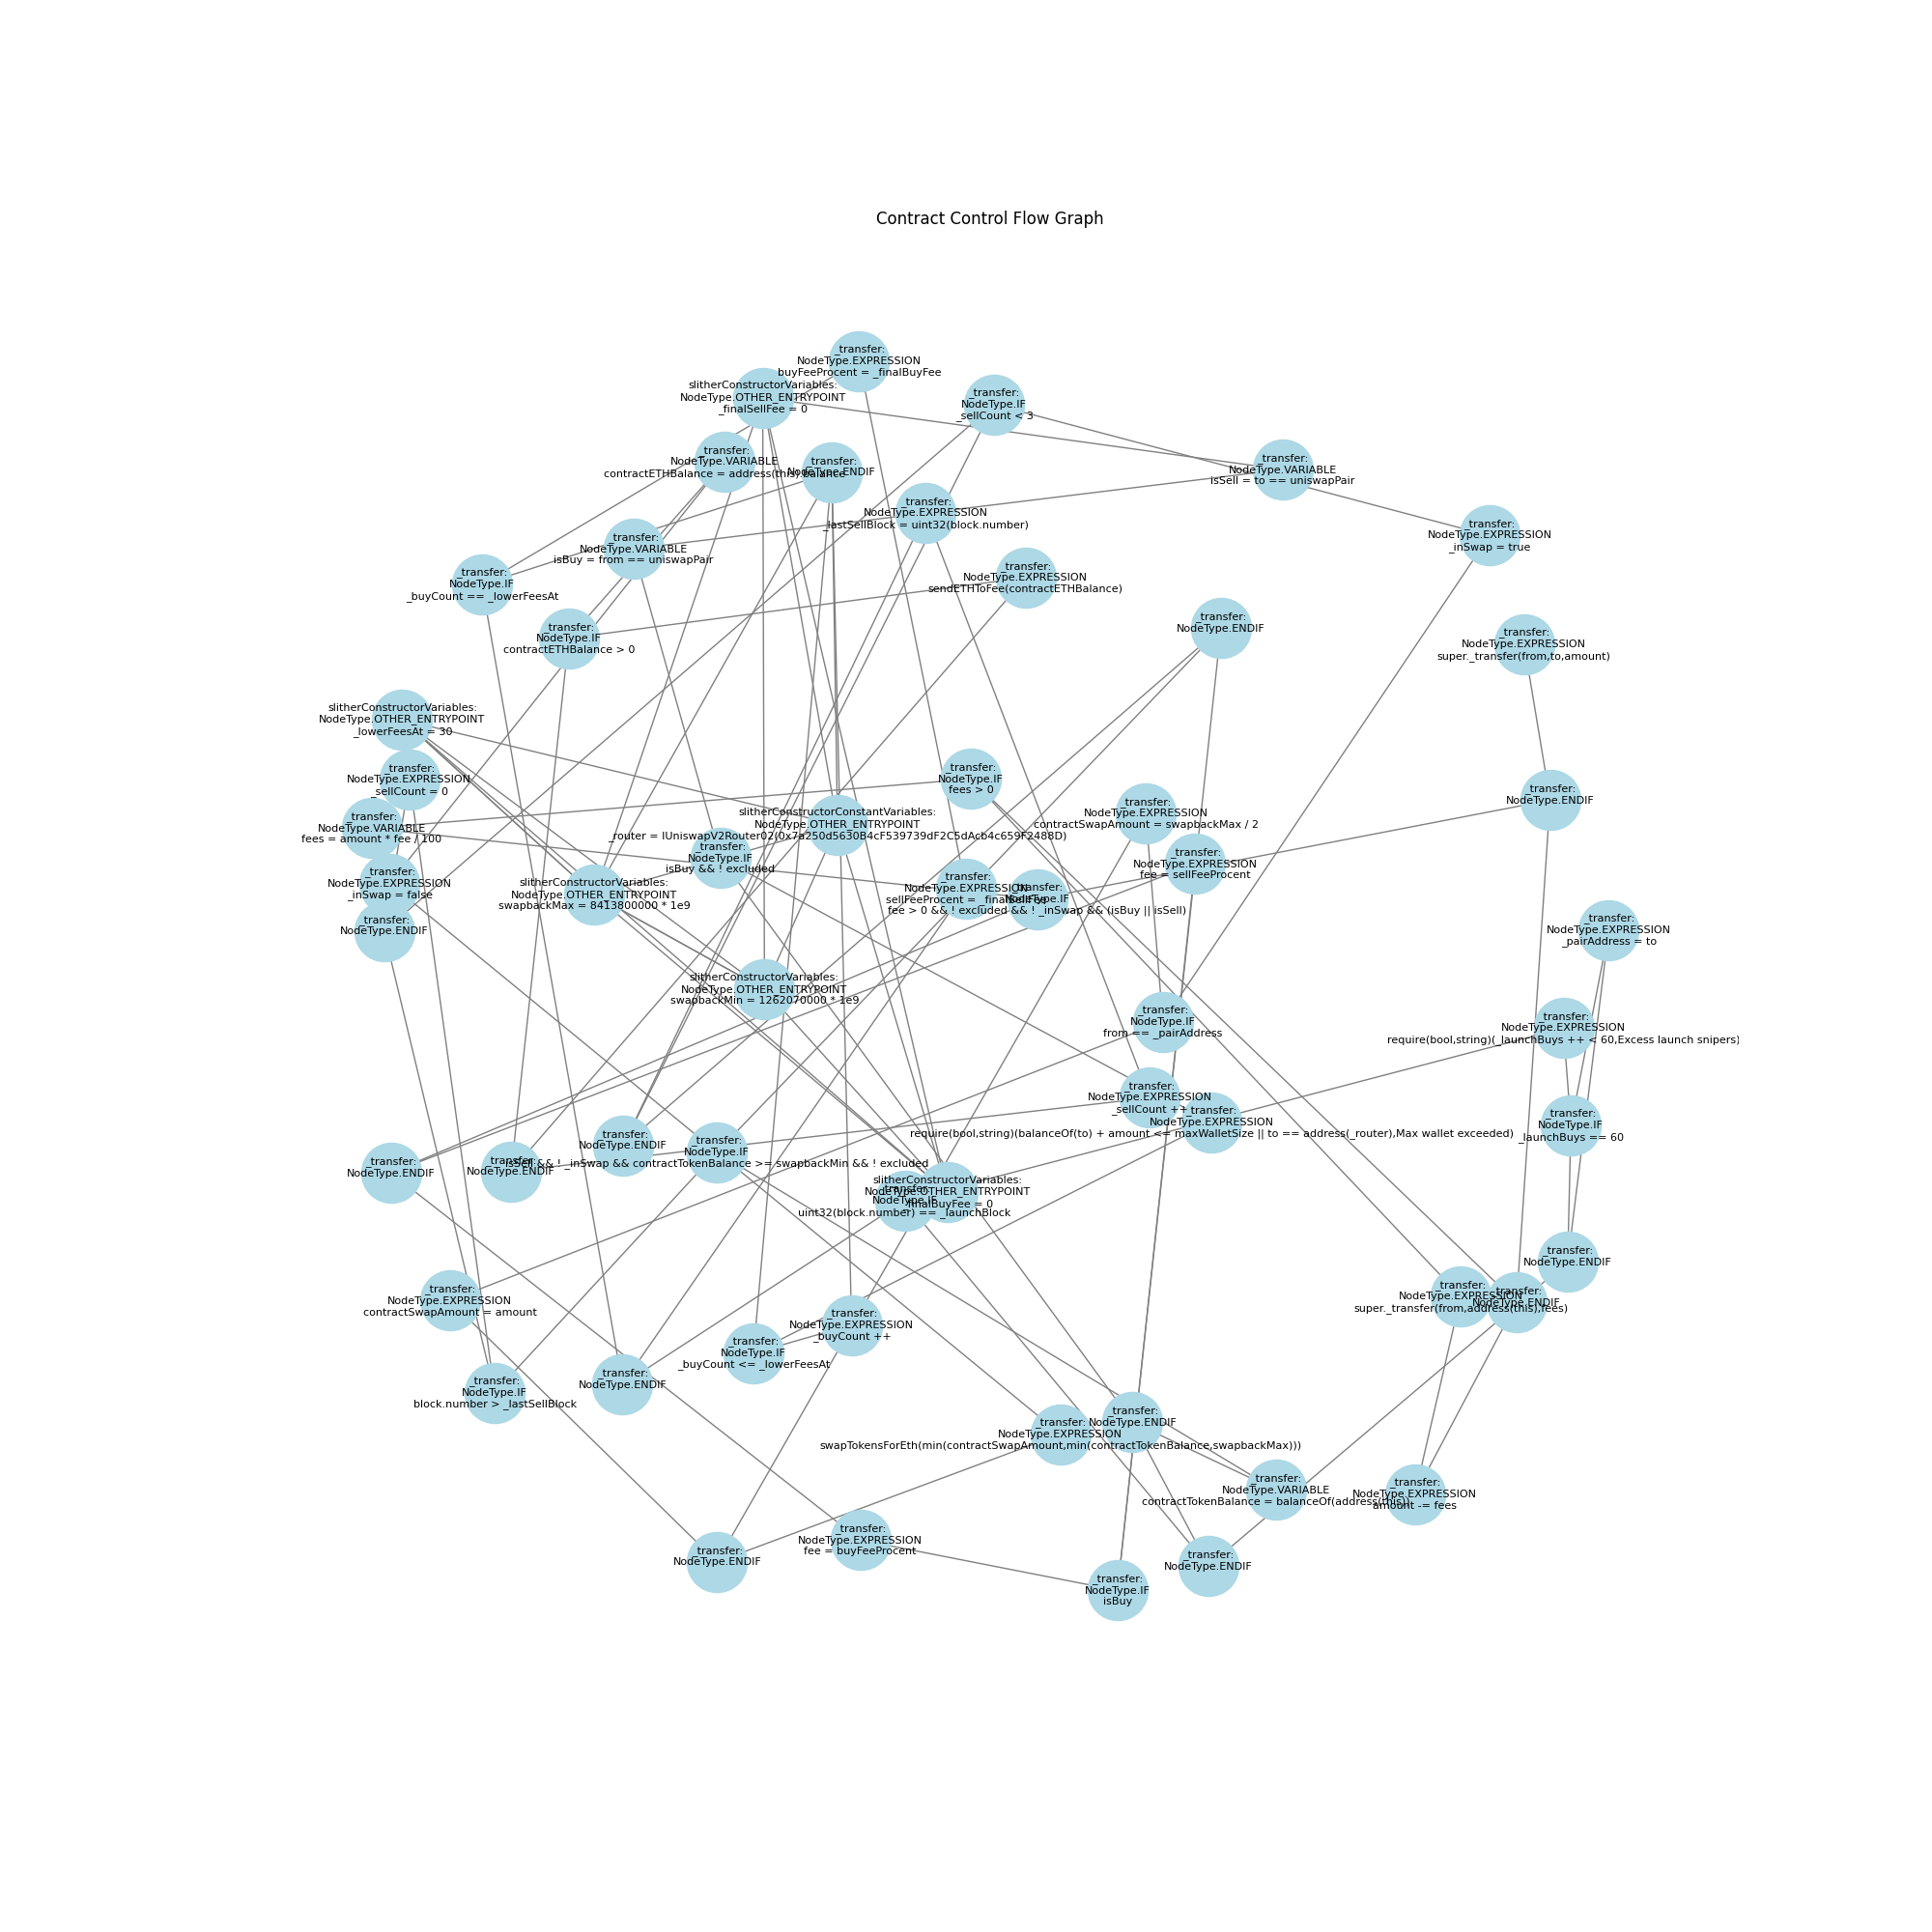 Contract Control Flow Graph
_transfer:
NodeType.EXPRESSION
buyFeeProcent = _finalBuyFee
slitherConstructorVariables:
NodeType.OTHER_ENTRYPOINT
_finalSellFee = 0
_transfer:
NodeType.IF
_sellCount < 3
_transfer:
NodeType.VARIABLE
contractETHBalance = address(this).balance
_transfer:
NodeType.ENDIF
_transfer:
NodeType.VARIABLE
isSell = to == uniswapPair
_transfer:
NodeType.EXPRESSION
_lastSellBlock = uint32(block.number)
_transfer:
NodeType.EXPRESSION
_inSwap = true
_transfer:
NodeType.VARIABLE
isBuy = from == uniswapPair
_transfer:
NodeType.IF
_buyCount == _lowerFeesAt
_transfer:
NodeType.EXPRESSION
sendETHToFee(contractETHBalance)
_transfer:
NodeType.IF
contractETHBalance > 0
_transfer:
NodeType.ENDIF
_transfer:
NodeType.EXPRESSION
super._transfer(from,to,amount)
slitherConstructorVariables:
NodeType.OTHER_ENTRYPOINT
_lowerFeesAt = 30
_transfer:
NodeType.EXPRESSION
_sellCount = 0
_transfer:
NodeType.IF
fees > 0
_transfer:
NodeType.ENDIF
_transfer:
NodeType.VARIABLE
fees = amount * fee / 100
slitherConstructorConstantVariables:
NodeType.OTHER_ENTRYPOINT
_router = IUniswapV2Router02(0x7a250d5630B4cF539739dF2C5dAcb4c659F2488D)
_transfer:
NodeType.EXPRESSION
contractSwapAmount = swapbackMax / 2
_transfer:
NodeType.IF
isBuy && ! excluded
_transfer:
NodeType.EXPRESSION
fee = sellFeeProcent
_transfer:
NodeType.EXPRESSION
_inSwap = false
slitherConstructorVariables:
NodeType.OTHER_ENTRYPOINT
swapbackMax = 8413800000 * 1e9
_transfer:
NodeType.EXPRESSION
sellFeeProcent = _finalSellFee
_transfer:
NodeType.IF
fee > 0 && ! excluded && ! _inSwap && (isBuy || isSell)
_transfer:
NodeType.ENDIF
_transfer:
NodeType.EXPRESSION
_pairAddress = to
slitherConstructorVariables:
NodeType.OTHER_ENTRYPOINT
swapbackMin = 1262070000 * 1e9
_transfer:
NodeType.IF
from == _pairAddress
_transfer:
NodeType.EXPRESSION
require(bool,string)(_launchBuys ++ < 60,Excess launch snipers)
_transfer:
NodeType.EXPRESSION
_sellCount ++
_transfer:
NodeType.EXPRESSION
require(bool,string)(balanceOf(to) + amount <= maxWalletSize || to == address(_router),Max wallet exceeded)
_transfer:
NodeType.IF
_launchBuys == 60
_transfer:
NodeType.ENDIF
_transfer:
NodeType.IF
isSell && ! _inSwap && contractTokenBalance >= swapbackMin && ! excluded
_transfer:
NodeType.ENDIF
_transfer:
NodeType.ENDIF
slitherConstructorVariables:
NodeType.OTHER_ENTRYPOINT
_finalBuyFee = 0
_transfer:
NodeType.IF
uint32(block.number) == _launchBlock
_transfer:
NodeType.ENDIF
_transfer:
NodeType.EXPRESSION
contractSwapAmount = amount
_transfer:
NodeType.EXPRESSION
super._transfer(from,address(this),fees)
_transfer:
NodeType.ENDIF
_transfer:
NodeType.EXPRESSION
_buyCount ++
_transfer:
NodeType.IF
_buyCount <= _lowerFeesAt
_transfer:
NodeType.IF
block.number > _lastSellBlock
_transfer:
NodeType.ENDIF
_transfer:
NodeType.ENDIF
_transfer:
NodeType.EXPRESSION
swapTokensForEth(min(contractSwapAmount,min(contractTokenBalance,swapbackMax)))
_transfer:
NodeType.VARIABLE
contractTokenBalance = balanceOf(address(this))
_transfer:
NodeType.EXPRESSION
amount -= fees
_transfer:
NodeType.EXPRESSION
fee = buyFeeProcent
_transfer:
NodeType.ENDIF
_transfer:
NodeType.ENDIF
_transfer:
NodeType.IF
isBuy